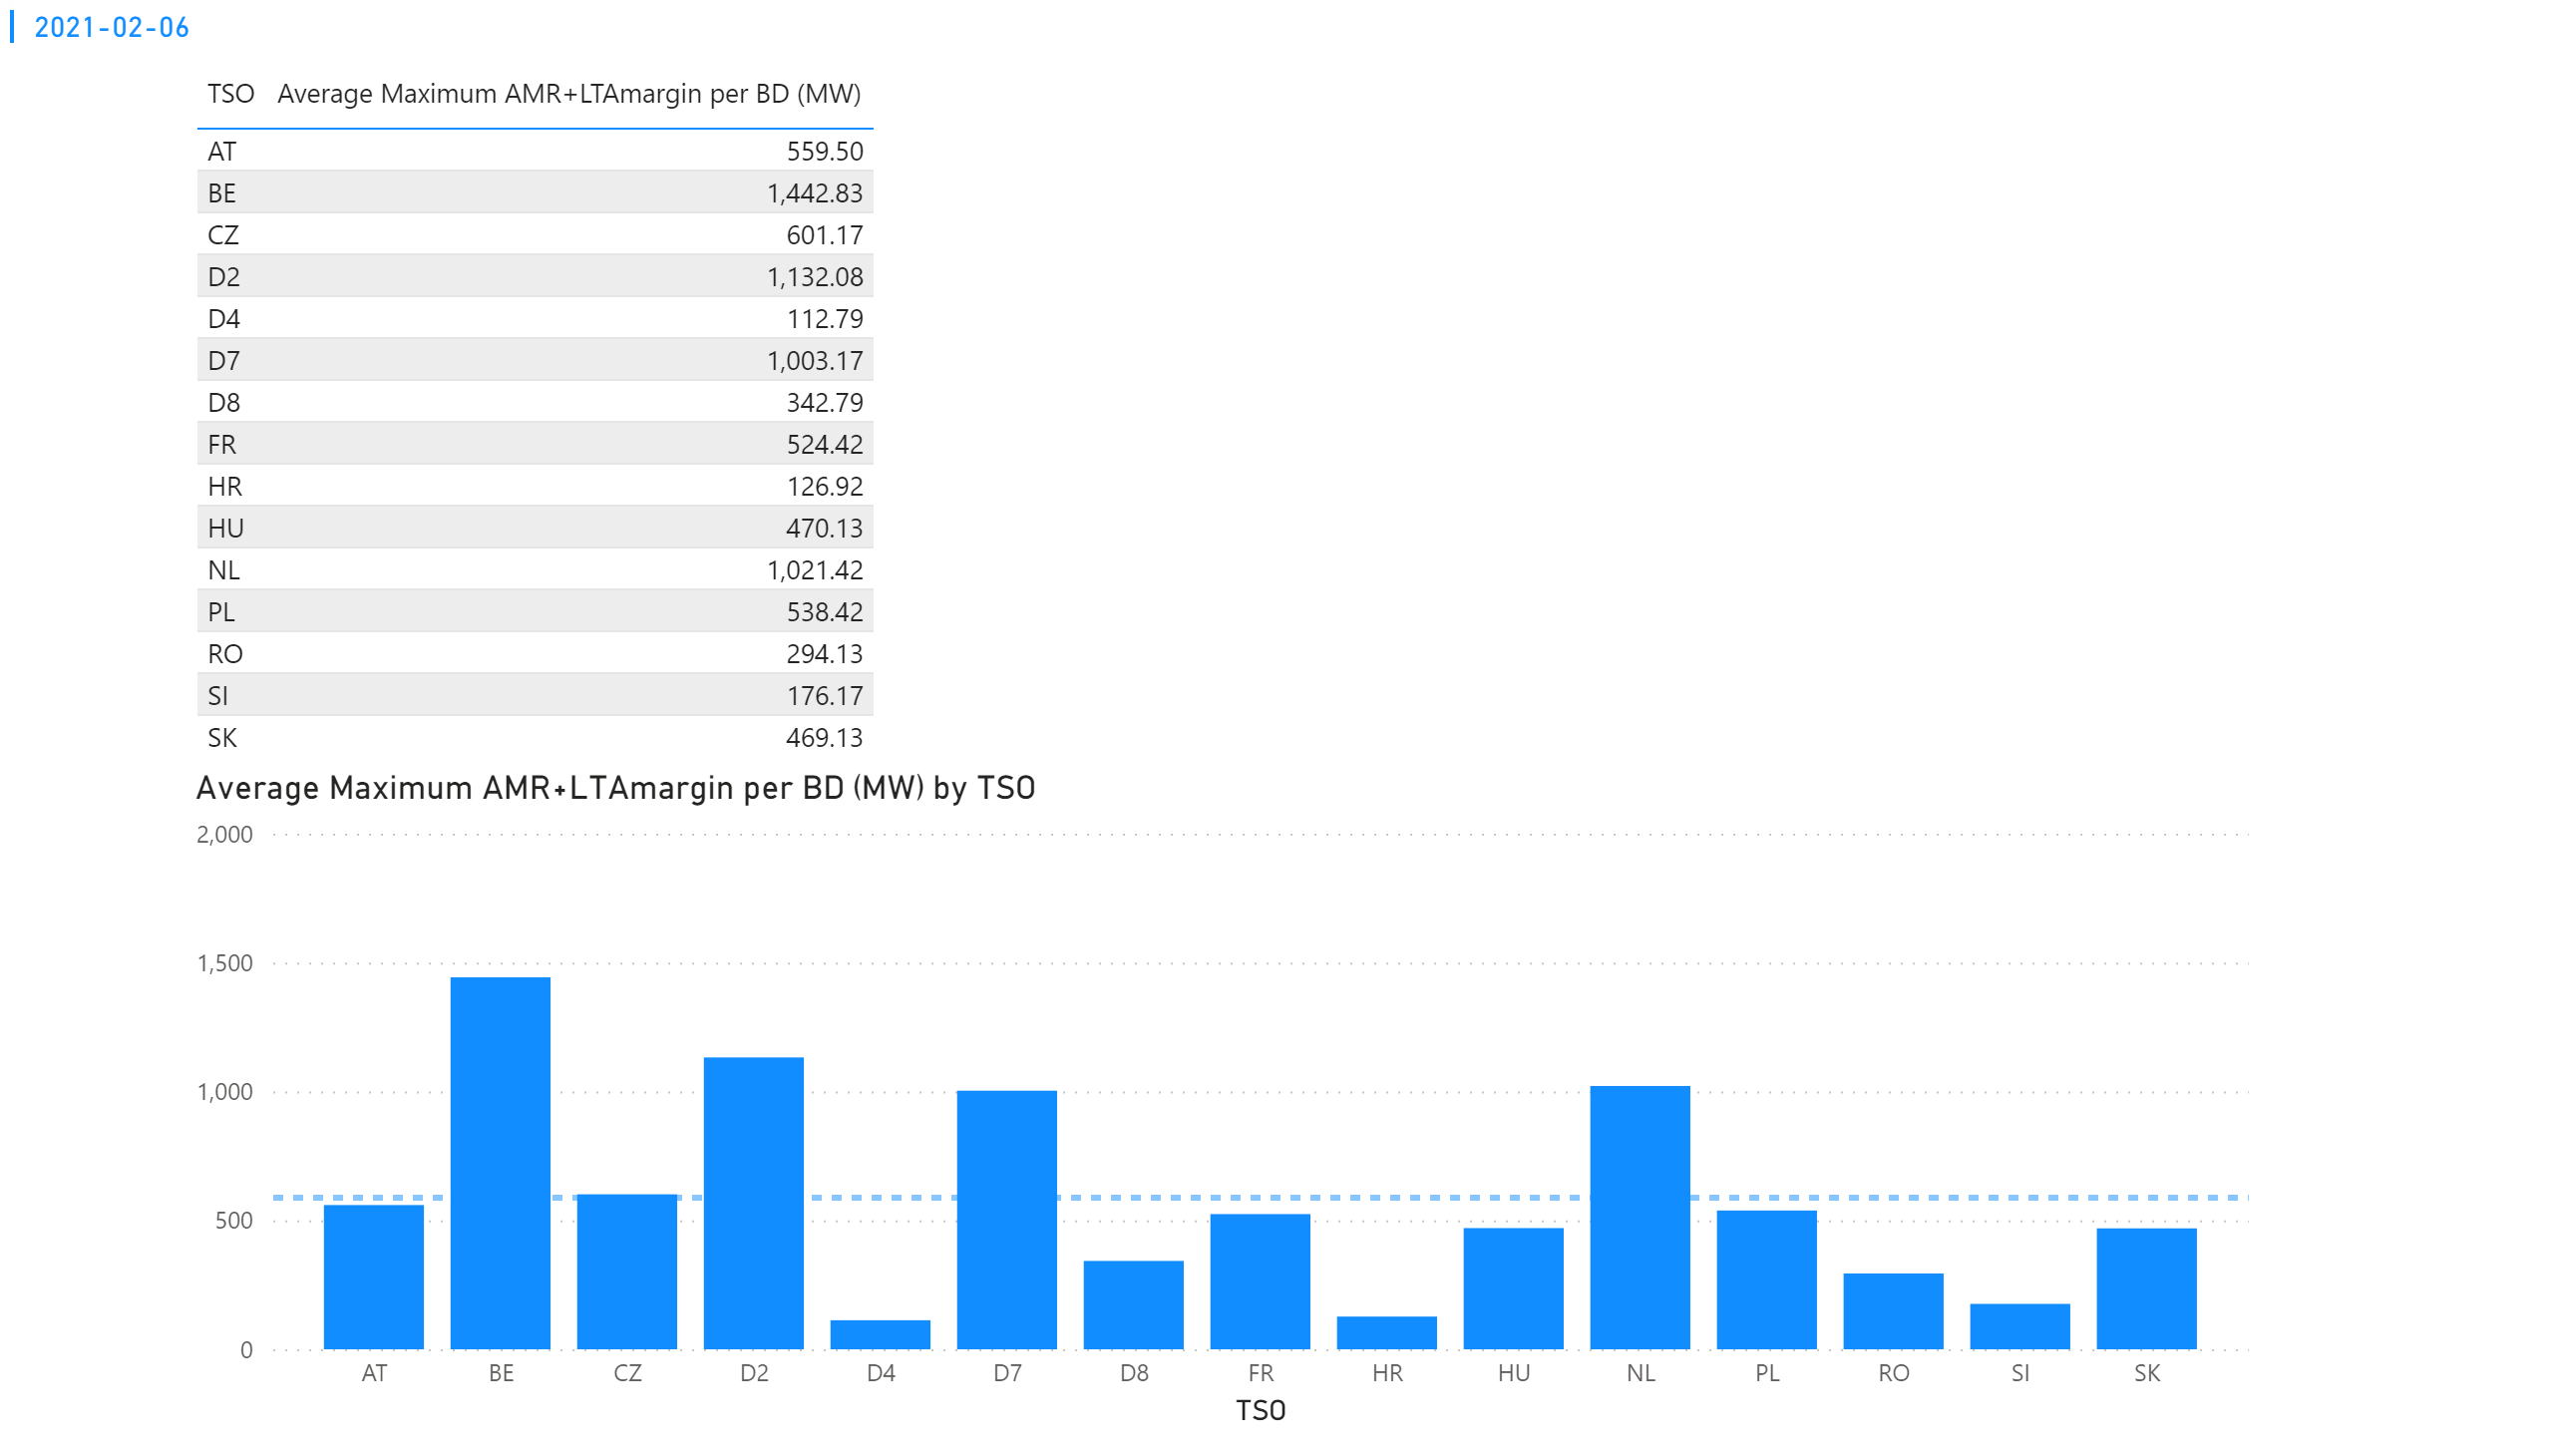 2021-02-06
TSO Average Maximum AMR+LTAmargin per BD (MW)
AT 559.50
BE 1,442.83
CZ 601.17
D2 1,132.08
D4 112.79
D7 1,003.17
D8 342.79
FR 524.42
HR 126.92
HU 470.13
NL 1,021.42
PL 538.42
RO 294.13
SI 176.17
SK 469.13
Average Maximum AMR+LTAmargin per BD (MW) by TSO
2,000
1,500
1,000
500
0
AT BE CZ D2 D4 D7 D8 FR HR HU NL PL RO SI SK
TSO